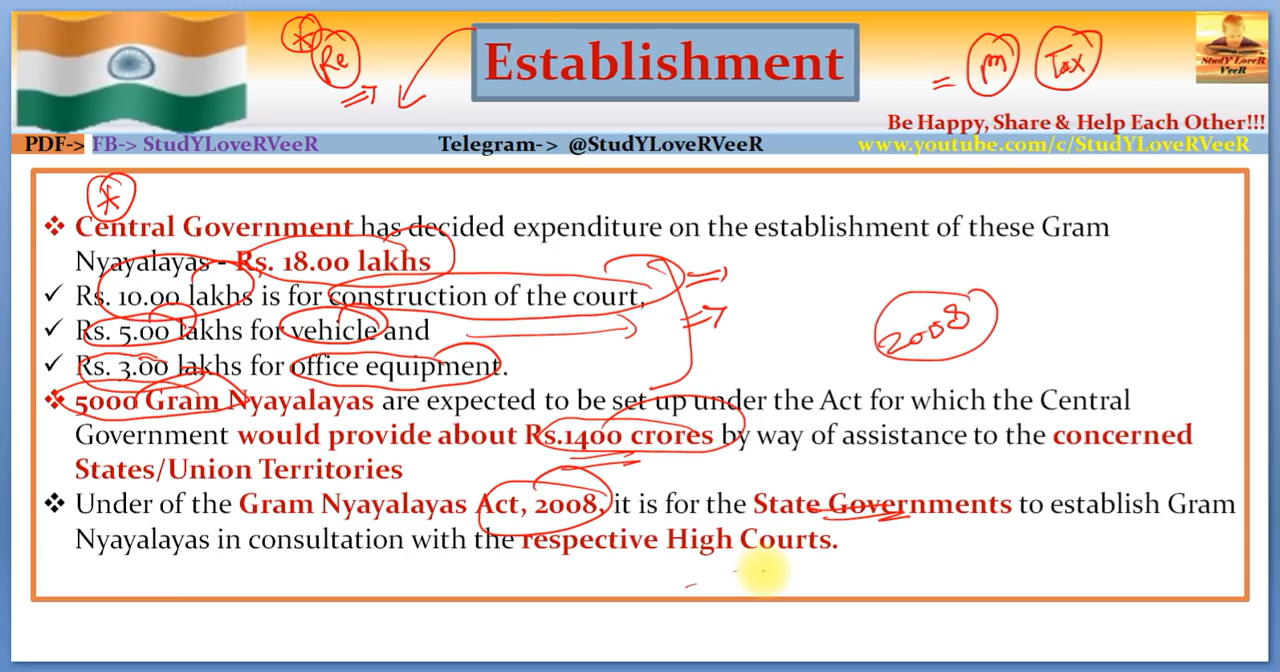 Establishment
Re
m
Tax
StudY LoveR
VeeR
Be Happy, Share & Help Each Other!!!
PDF-> FB-> StudYLoveRVeeR Telegram-> @StudYLoveRVeeR www.youtube.com/c/StudYLoveRVeeR
❖ Central Government has decided expenditure on the establishment of these Gram
Nyayalayas - Rs. 18.00 lakhs
✓ Rs. 10.00 lakhs is for construction of the court,
✓ Rs. 5.00 lakhs for vehicle and
✓ Rs. 3.00 lakhs for office equipment.
2008
❖ 5000 Gram Nyayalayas are expected to be set up under the Act for which the Central
Government would provide about Rs.1400 crores by way of assistance to the concerned
States/Union Territories
❖ Under of the Gram Nyayalayas Act, 2008, it is for the State Governments to establish Gram
Nyayalayas in consultation with the respective High Courts.